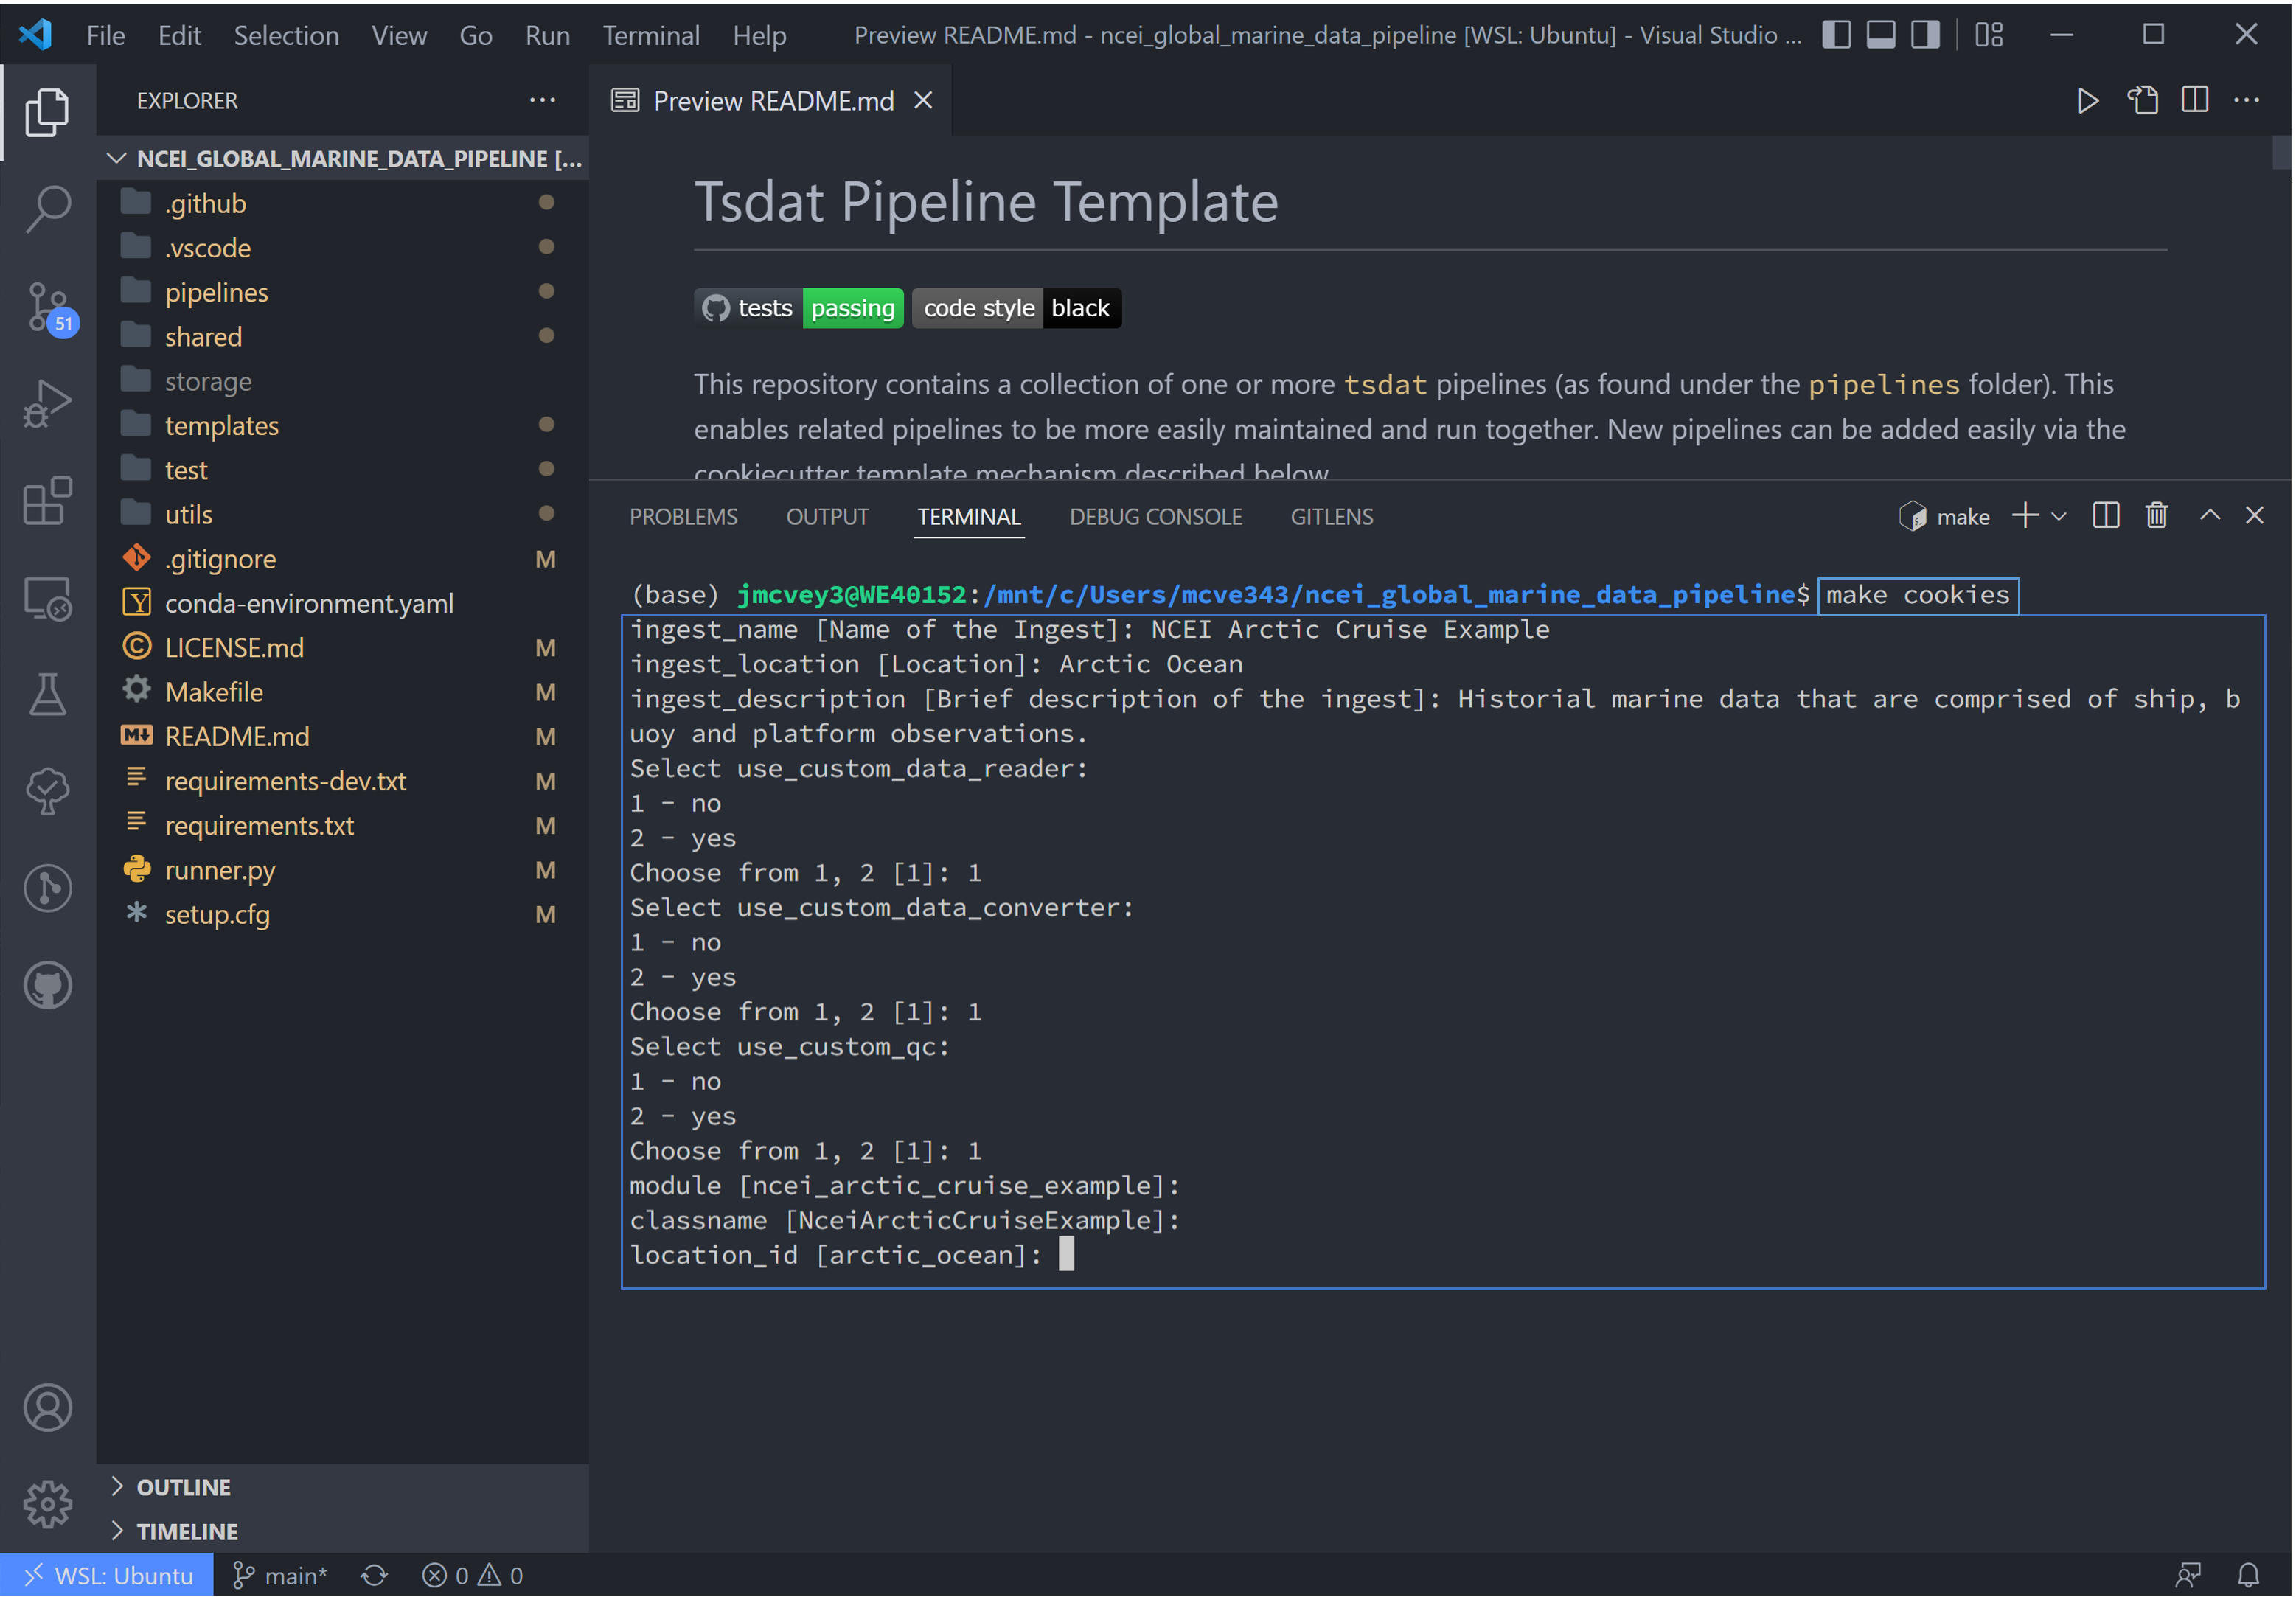 File Edit Selection View Go Run Terminal Help Preview README.md - ncei_global_marine_data_pipeline [WSL: Ubuntu] - Visual Studio ...
EXPLORER ...
Preview README.md
NCEI_GLOBAL_MARINE_DATA_PIPELINE [...
.github
.vscode
pipelines
shared
storage
templates
test
utils
.gitignore M
conda-environment.yaml
LICENSE.md M
Makefile M
README.md M
requirements-dev.txt M
requirements.txt M
runner.py M
setup.cfg M
OUTLINE
TIMELINE
51
Tsdat Pipeline Template
tests passing code style black
This repository contains a collection of one or more tsdat pipelines (as found under the pipelines folder). This
enables related pipelines to be more easily maintained and run together. New pipelines can be added easily via the
cookiecutter template mechanism described below
PROBLEMS OUTPUT TERMINAL DEBUG CONSOLE GITLENS make
(base) jmcvey3@WE40152:/mnt/c/Users/mcve343/ncei_global_marine_data_pipeline$ make cookies
ingest_name [Name of the Ingest]: NCEI Arctic Cruise Example
ingest_location [Location]: Arctic Ocean
ingest_description [Brief description of the ingest]: Historial marine data that are comprised of ship, b
uoy and platform observations.
Select use_custom_data_reader:
1 - no
2 - yes
Choose from 1, 2 [1]: 1
Select use_custom_data_converter:
1 - no
2 - yes
Choose from 1, 2 [1]: 1
Select use_custom_qc:
1 - no
2 - yes
Choose from 1, 2 [1]: 1
module [ncei_arctic_cruise_example]:
classname [NceiArcticCruiseExample]:
location_id [arctic_ocean]:
WSL: Ubuntu main* 0 0